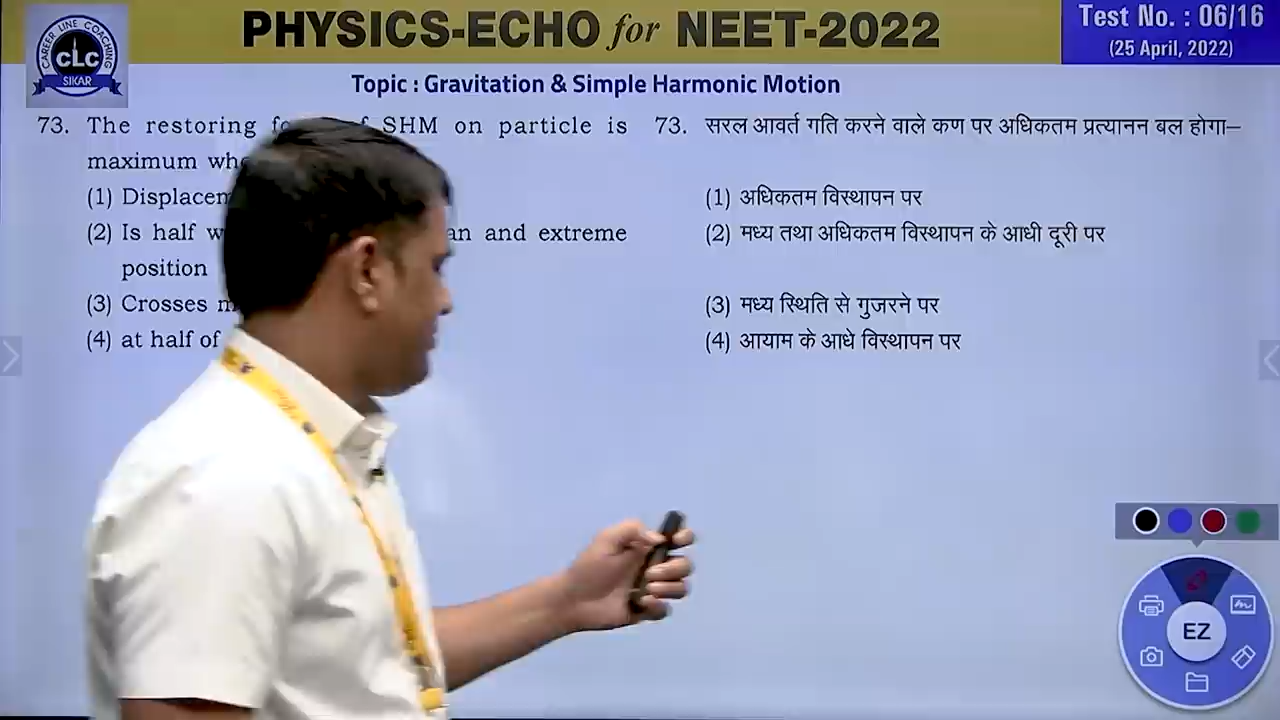 PHYSICS-ECHO for NEET-2022
Test No. : 06/16
(25 April, 2022)
CAREER LINE COACHING
CLC
SIKAR
Topic : Gravitation & Simple Harmonic Motion
73. The restoring SHM on particle is
maximum
(1)
(2) Is half and extreme
position
(3) Crosses
(4) at half of
73. सरल आवर्त गति करने वाले कण पर अधिकतम प्रत्यानन बल होगा–
(1) अधिकतम विस्थापन पर
(2) मध्य तथा अधिकतम विस्थापन के आधी दूरी पर
(3) मध्य स्थिति से गुजरने पर
(4) आयाम के आधे विस्थापन पर
EZ